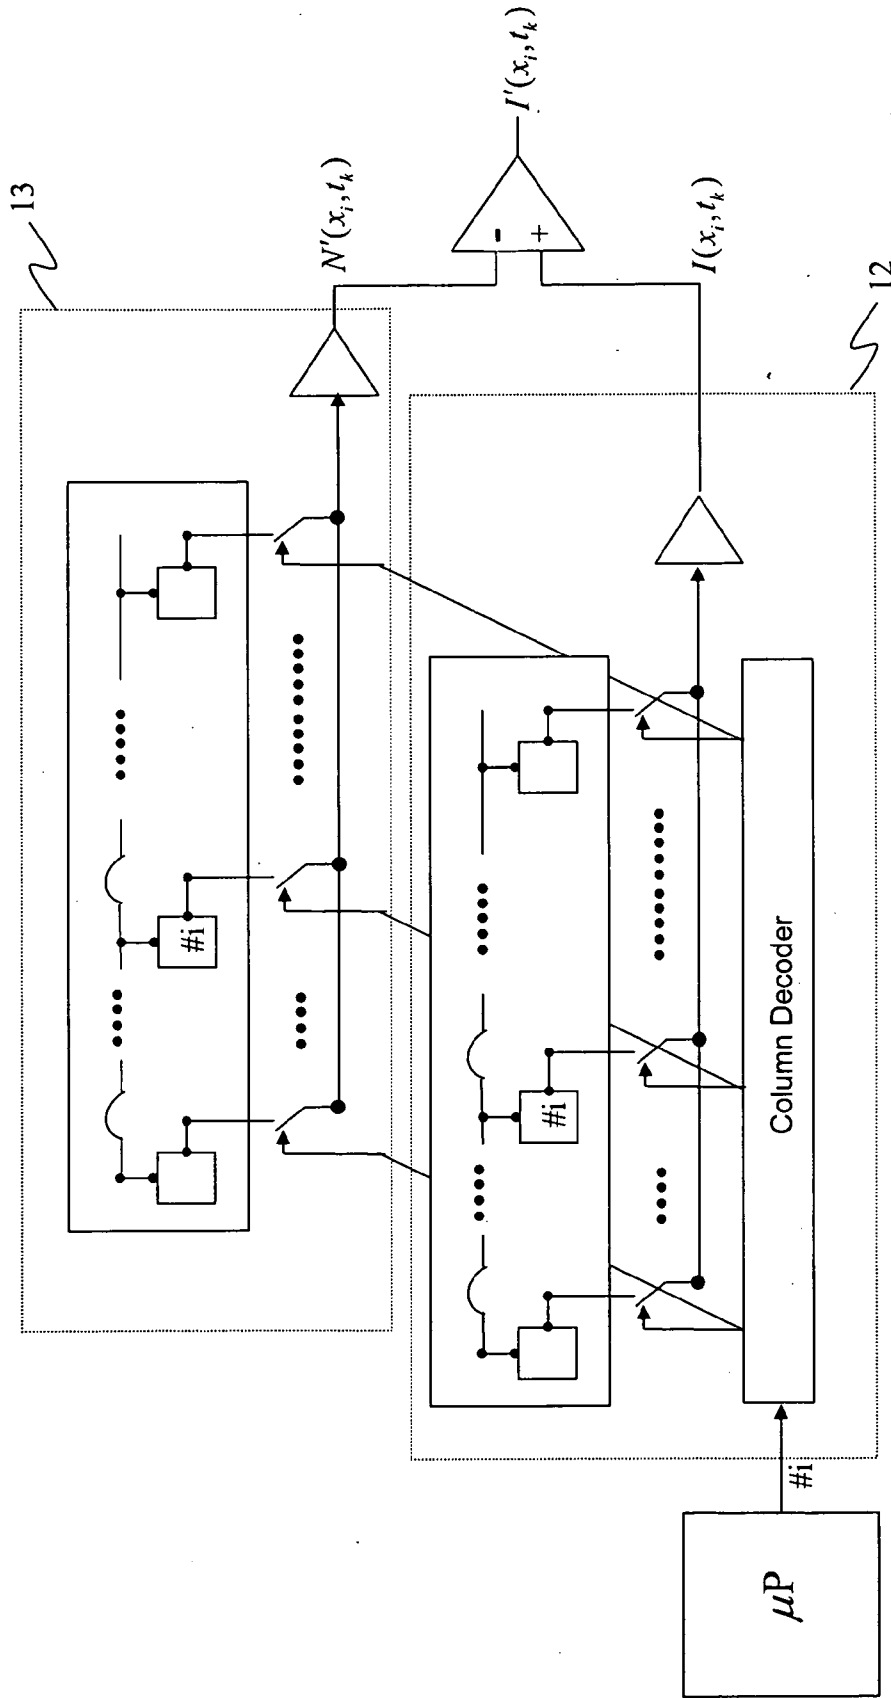 13
N'(x_i, t_k)
I'(x_i, t_k)
-
+
#i
I(x_i, t_k)
12
#i
Column Decoder
#i
μP